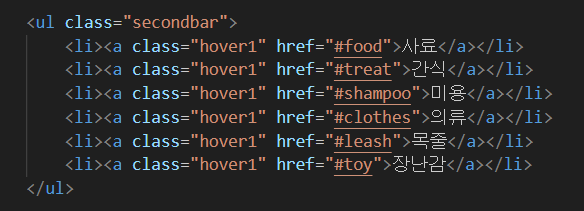 <ul class="secondbar">
<li><a class="hover1" href="#food">사료</a></li>
<li><a class="hover1" href="#treat">간식</a></li>
<li><a class="hover1" href="#shampoo">미용</a></li>
<li><a class="hover1" href="#clothes">의류</a></li>
<li><a class="hover1" href="#leash">목줄</a></li>
<li><a class="hover1" href="#toy">장난감</a></li>
</ul>